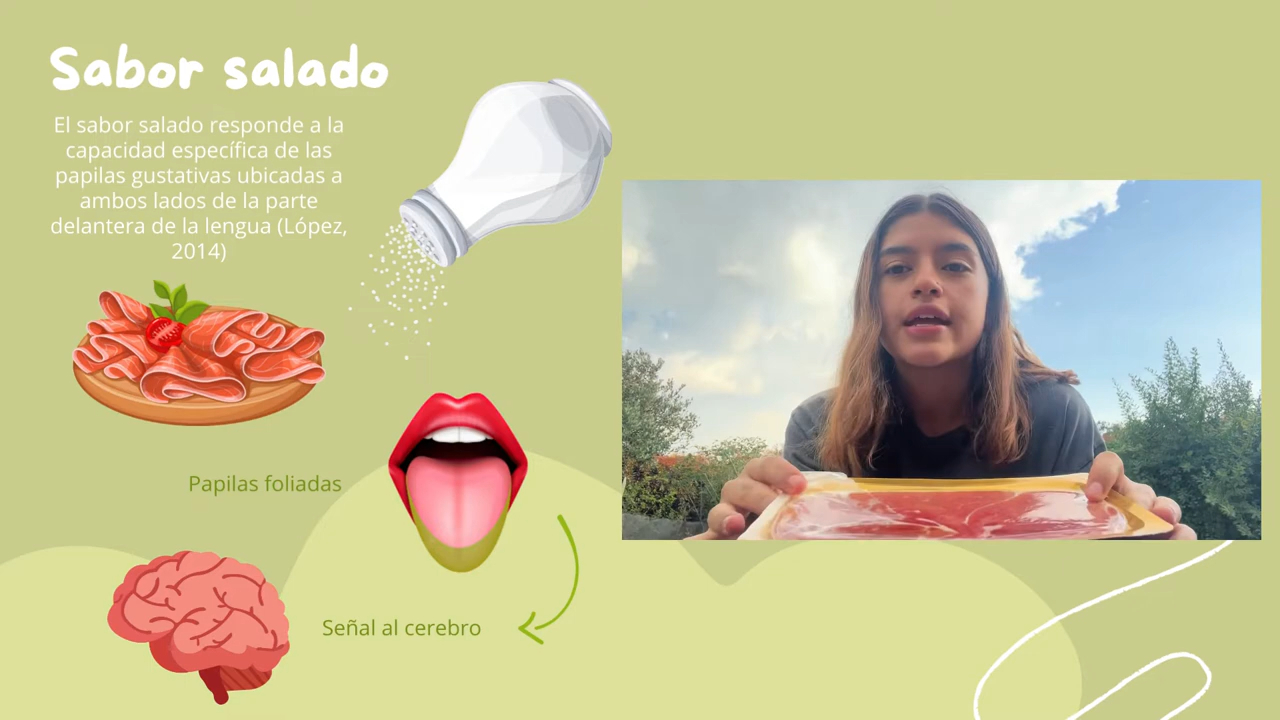 Sabor salado
El sabor salado responde a la
capacidad específica de las
papilas gustativas ubicadas a
ambos lados de la parte
delantera de la lengua (López,
2014)
Papilas foliadas
Señal al cerebro